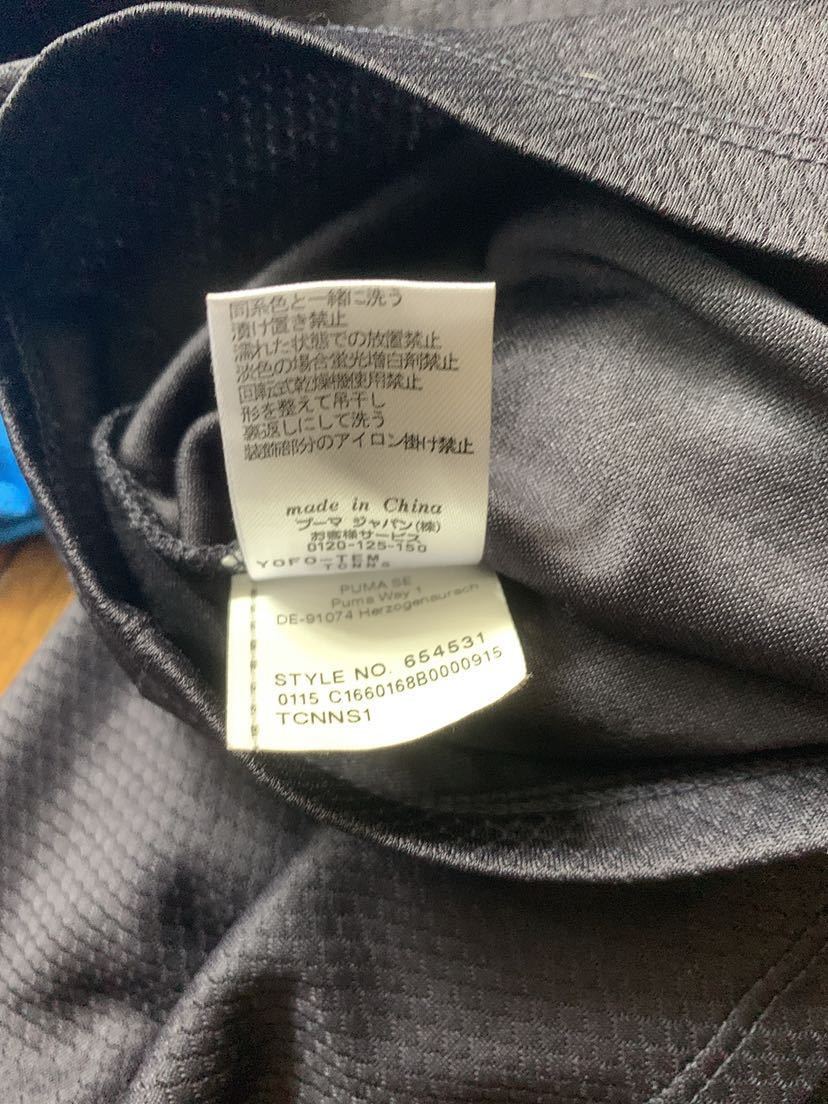 同系色と一緒に洗う
漬け置き禁止
濡れた状態での放置禁止
淡色の場合蛍光増白剤禁止
回転式乾燥機使用禁止
形を整えて吊干し
裏返しにして洗う
装飾部分のアイロン掛け禁止
made in China
プーマ ジャパン(株)
お客様サービス
0120-125-150
YOFO-TEM
TCNNG
PUMA SE
Puma Way 1
DE-91074 Herzogenaurach
STYLE NO. 654531
0115 C1660168B0000915
TCNNS1